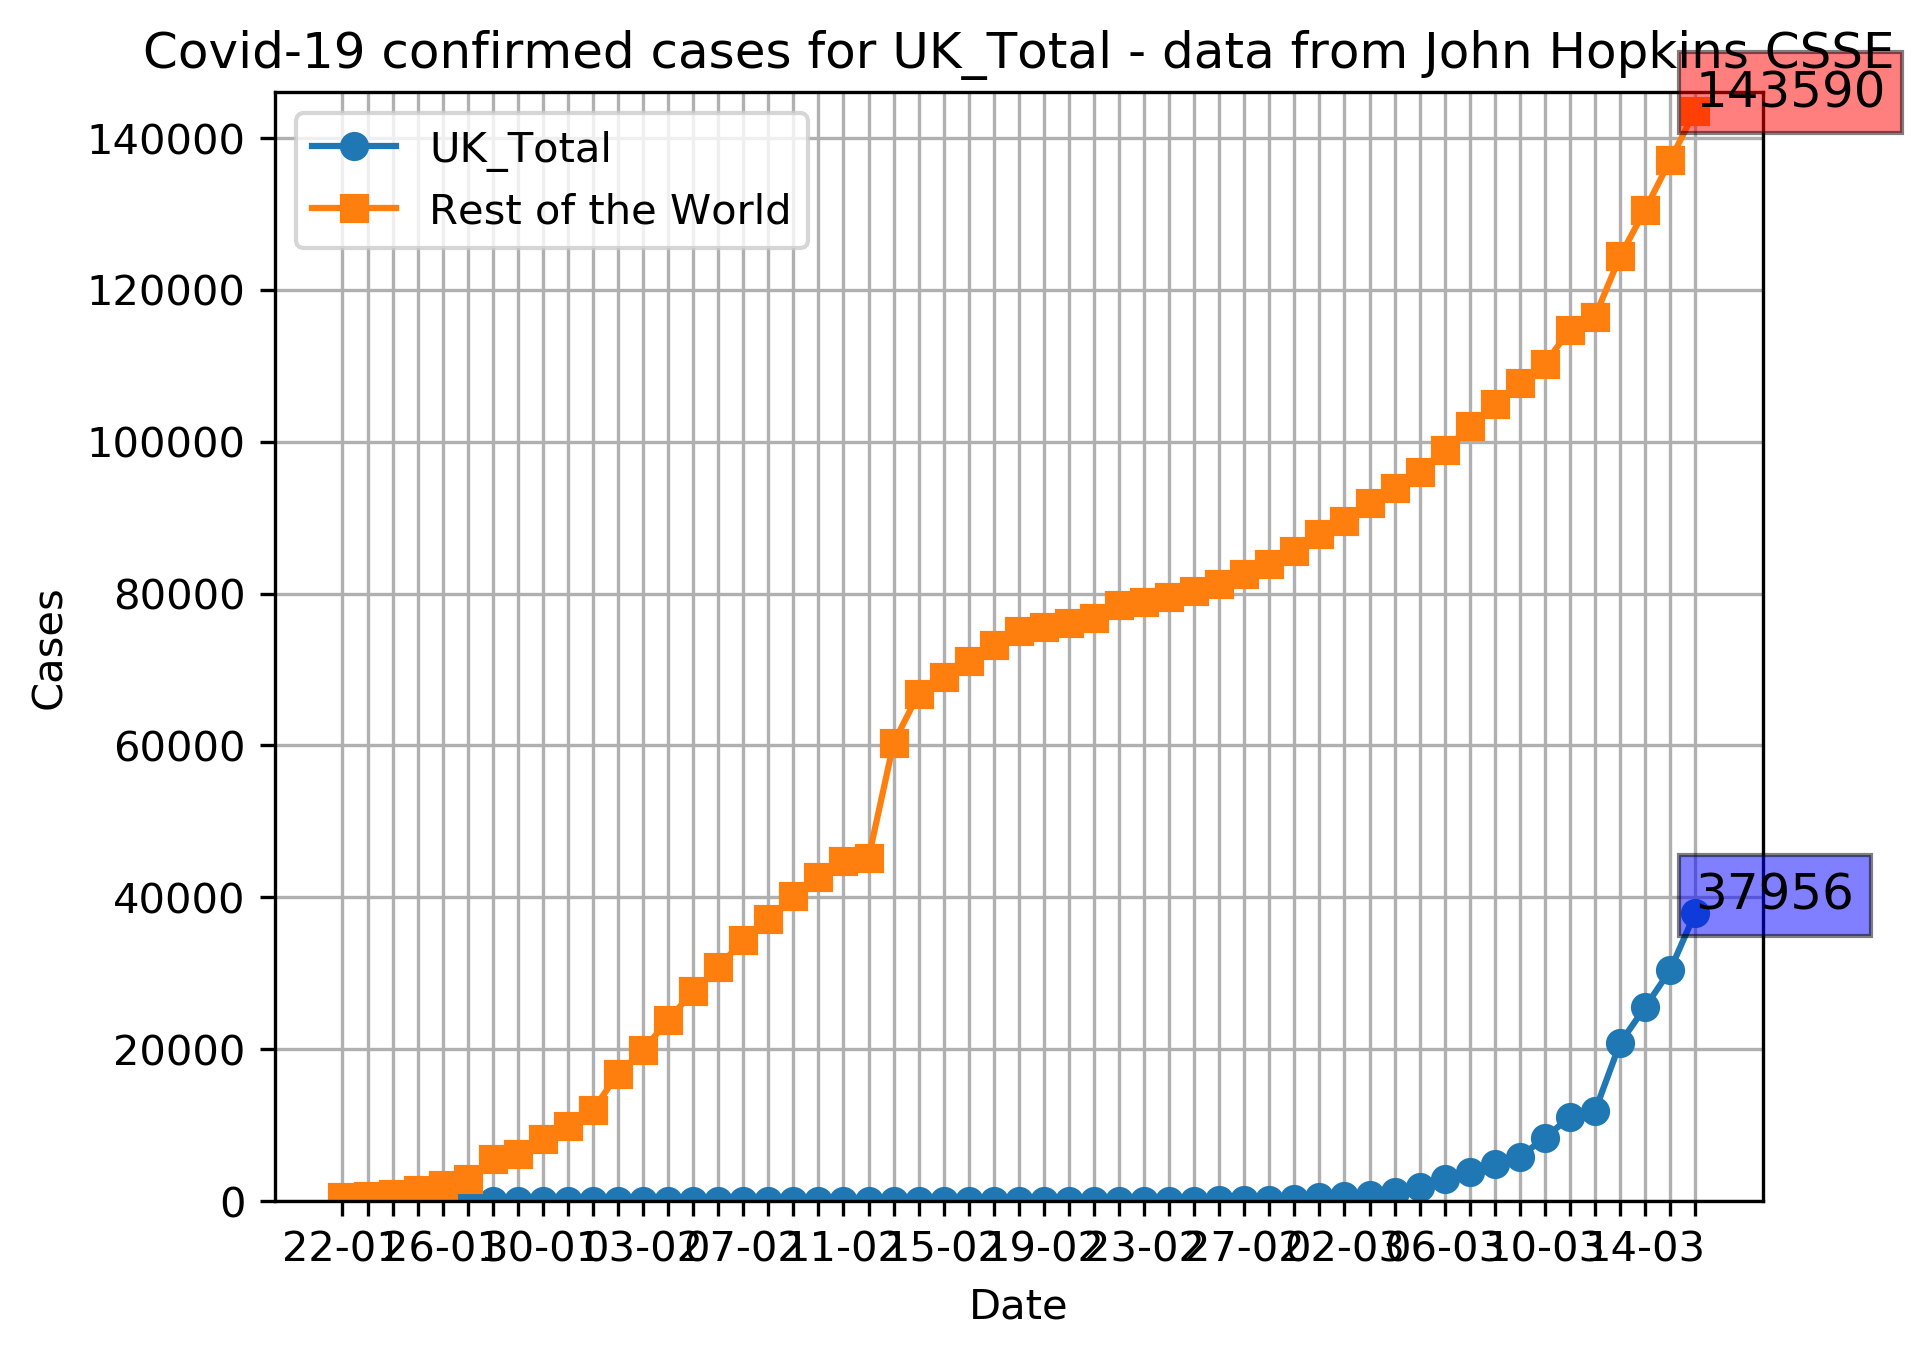 Covid-19 confirmed cases for UK_Total - data from John Hopkins CSSE
143590
UK_Total
Rest of the World
140000
120000
100000
80000
60000
40000
20000
0
37956
Cases
22-01 26-01 30-01 03-02 07-02 11-02 15-02 19-02 23-02 27-02 02-03 06-03 10-03 14-03
Date